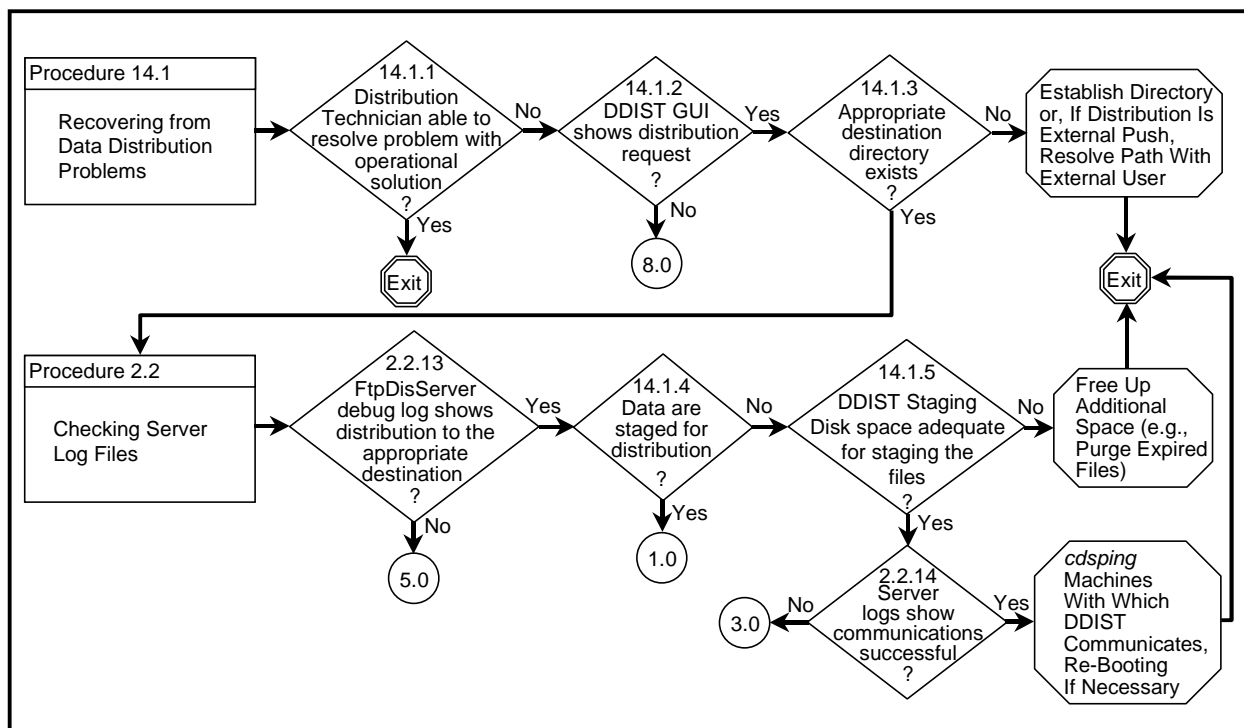 Procedure 14.1
Recovering from
Data Distribution
Problems
14.1.1
Distribution
Technician able to
resolve problem with
operational
solution
?
No
Yes
Exit
14.1.2
DDIST GUI
shows distribution
request
?
Yes
No
8.0
14.1.3
Appropriate
destination
directory
exists
?
No
Yes
Establish Directory
or, If Distribution Is
External Push,
Resolve Path With
External User
Exit
Procedure 2.2
Checking Server
Log Files
2.2.13
FtpDisServer
debug log shows
distribution to the
appropriate
destination
?
Yes
No
5.0
14.1.4
Data are
staged for
distribution
?
No
Yes
1.0
14.1.5
DDIST Staging
Disk space adequate
for staging the
files
?
No
Yes
Free Up
Additional
Space (e.g.,
Purge Expired
Files)
2.2.14
Server
logs show
communications
successful
?
No
3.0
Yes
cdsping
Machines
With Which
DDIST
Communicates,
Re-Booting
If Necessary